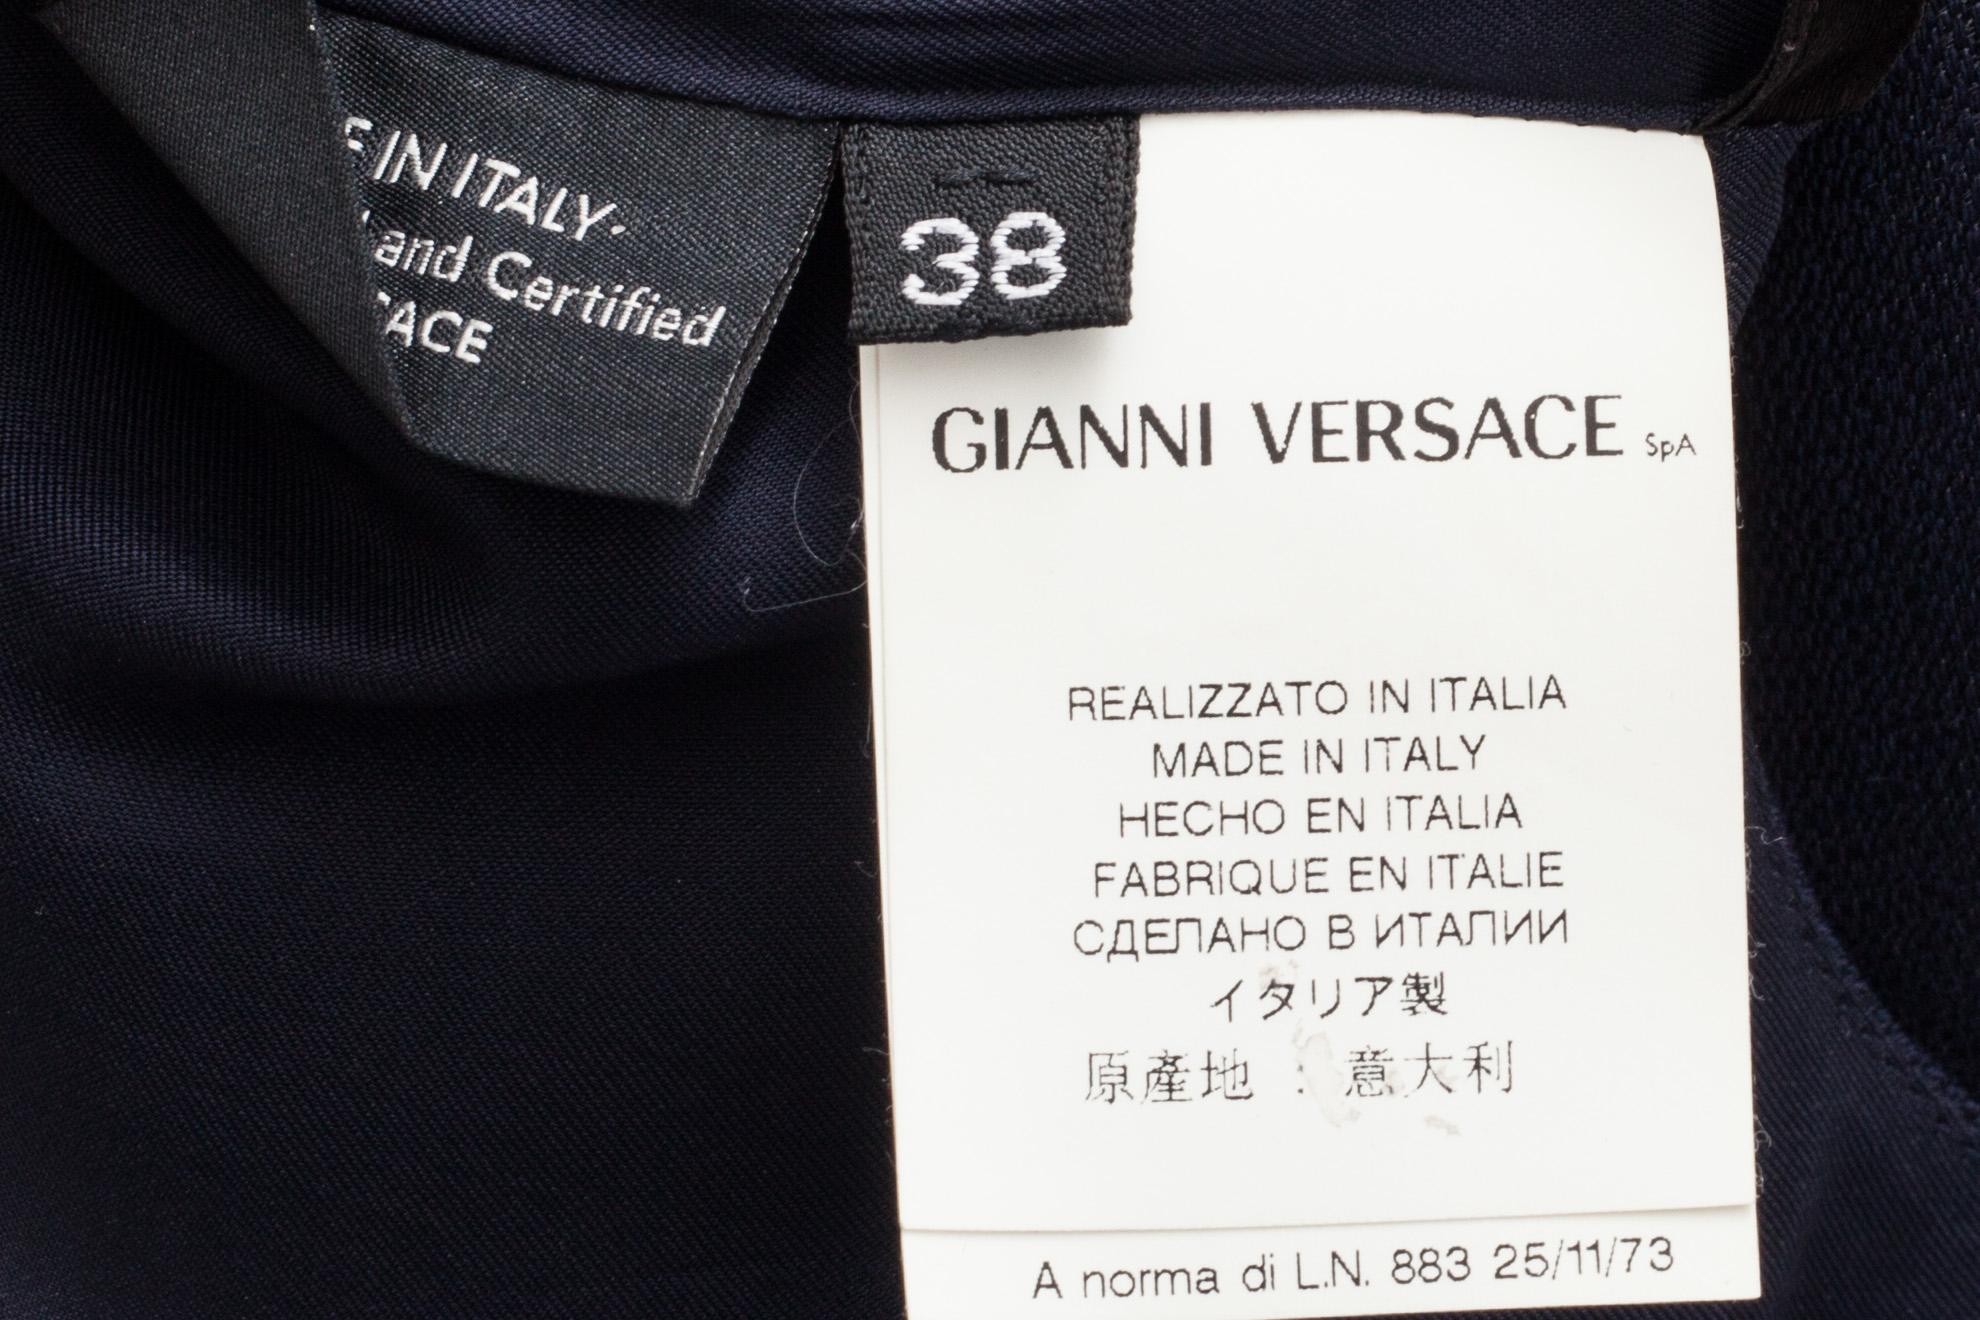 IN ITALY.
and Certified
38
GIANNI VERSACE SpA
REALIZZATO IN ITALIA
MADE IN ITALY
HECHO EN ITALIA
FABRIQUE EN ITALIE
СДЕЛАНО В ИТАЛИИ
イタリア製
原產地 : 意大利
A norma di L.N. 883 25/11/73